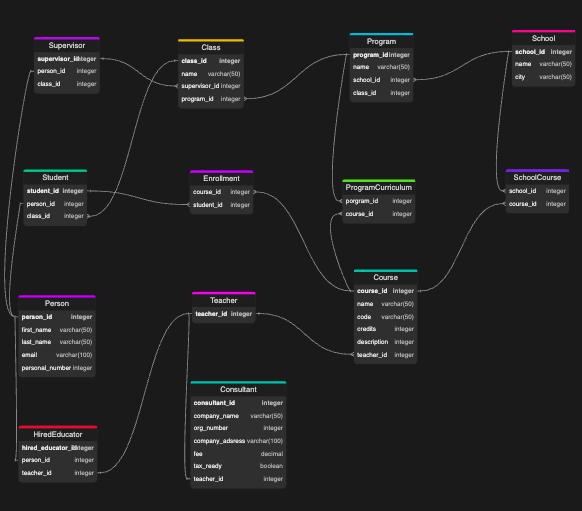 Supervisor
supervisor_id integer
person_id integer
class_id integer
Class
class_id integer
name varchar(50)
supervisor_id integer
program_id integer
Program
program_id integer
name varchar(50)
school_id integer
class_id integer
School
school_id integer
name varchar(50)
city varchar(50)
Student
student_id integer
person_id integer
class_id integer
Enrollment
course_id integer
student_id integer
ProgramCurriculum
porgram_id integer
course_id integer
SchoolCourse
school_id integer
course_id integer
Person
person_id integer
first_name varchar(50)
last_name varchar(50)
email varchar(100)
personal_number integer
Teacher
teacher_id integer
Course
course_id integer
name varchar(50)
code varchar(50)
credits integer
description integer
teacher_id integer
Consultant
consultant_id integer
company_name varchar(50)
org_number integer
company_adsress varchar(100)
fee decimal
tax_ready boolean
teacher_id integer
HiredEducator
hired_educator_id integer
person_id integer
teacher_id integer